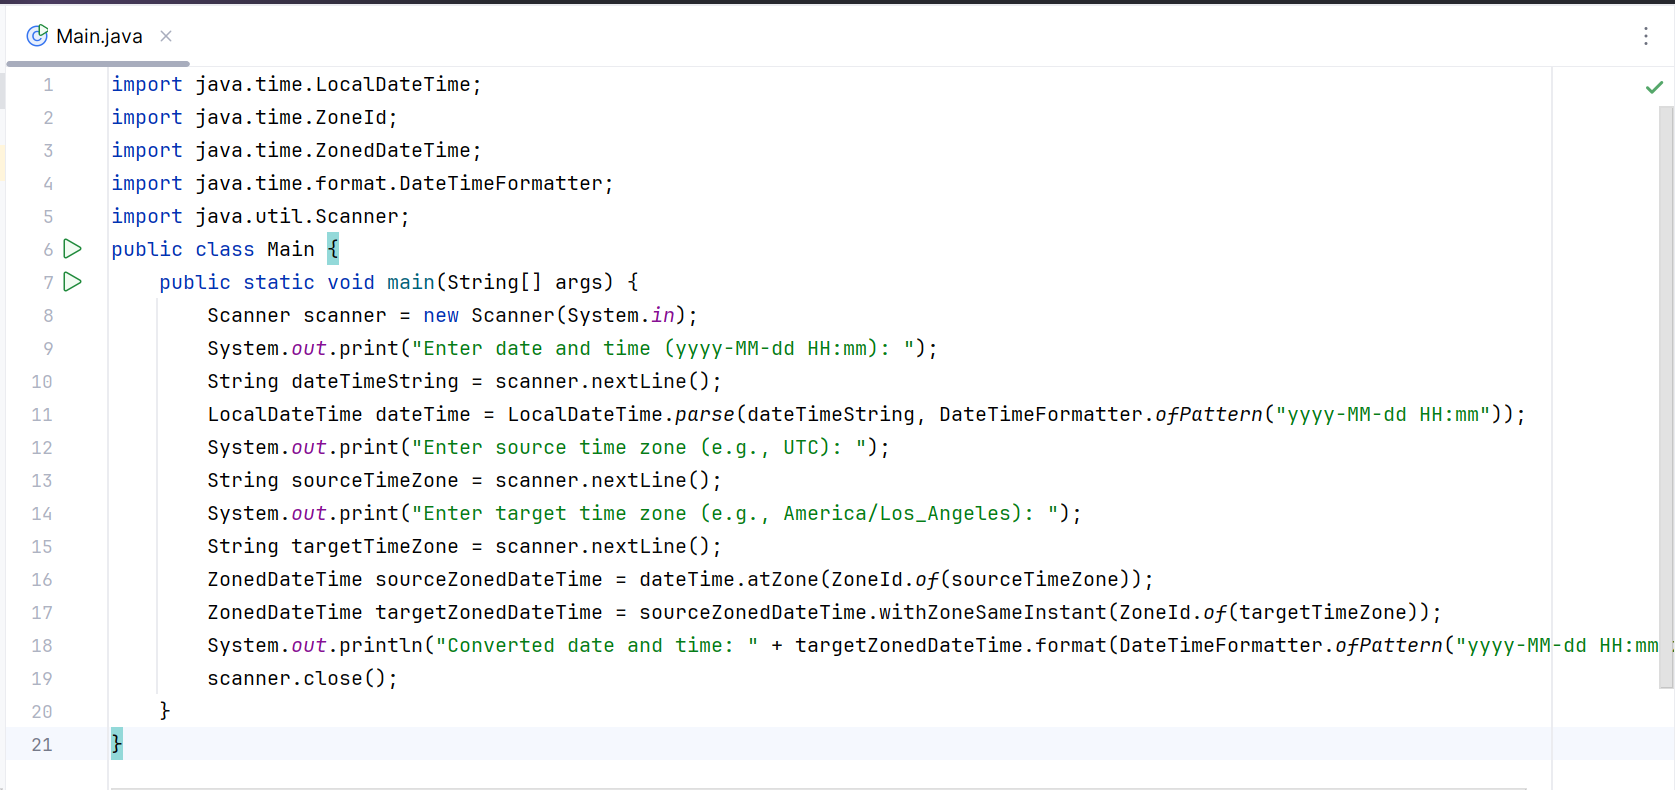 Main.java
1 import java.time.LocalDateTime;
2 import java.time.ZoneId;
3 import java.time.ZonedDateTime;
4 import java.time.format.DateTimeFormatter;
5 import java.util.Scanner;
6 public class Main {
7 public static void main(String[] args) {
8 Scanner scanner = new Scanner(System.in);
9 System.out.print("Enter date and time (yyyy-MM-dd HH:mm): ");
10 String dateTimeString = scanner.nextLine();
11 LocalDateTime dateTime = LocalDateTime.parse(dateTimeString, DateTimeFormatter.ofPattern("yyyy-MM-dd HH:mm"));
12 System.out.print("Enter source time zone (e.g., UTC): ");
13 String sourceTimeZone = scanner.nextLine();
14 System.out.print("Enter target time zone (e.g., America/Los_Angeles): ");
15 String targetTimeZone = scanner.nextLine();
16 ZonedDateTime sourceZonedDateTime = dateTime.atZone(ZoneId.of(sourceTimeZone));
17 ZonedDateTime targetZonedDateTime = sourceZonedDateTime.withZoneSameInstant(ZoneId.of(targetTimeZone));
18 System.out.println("Converted date and time: " + targetZonedDateTime.format(DateTimeFormatter.ofPattern("yyyy-MM-dd HH:mm
19 scanner.close();
20 }
21 }